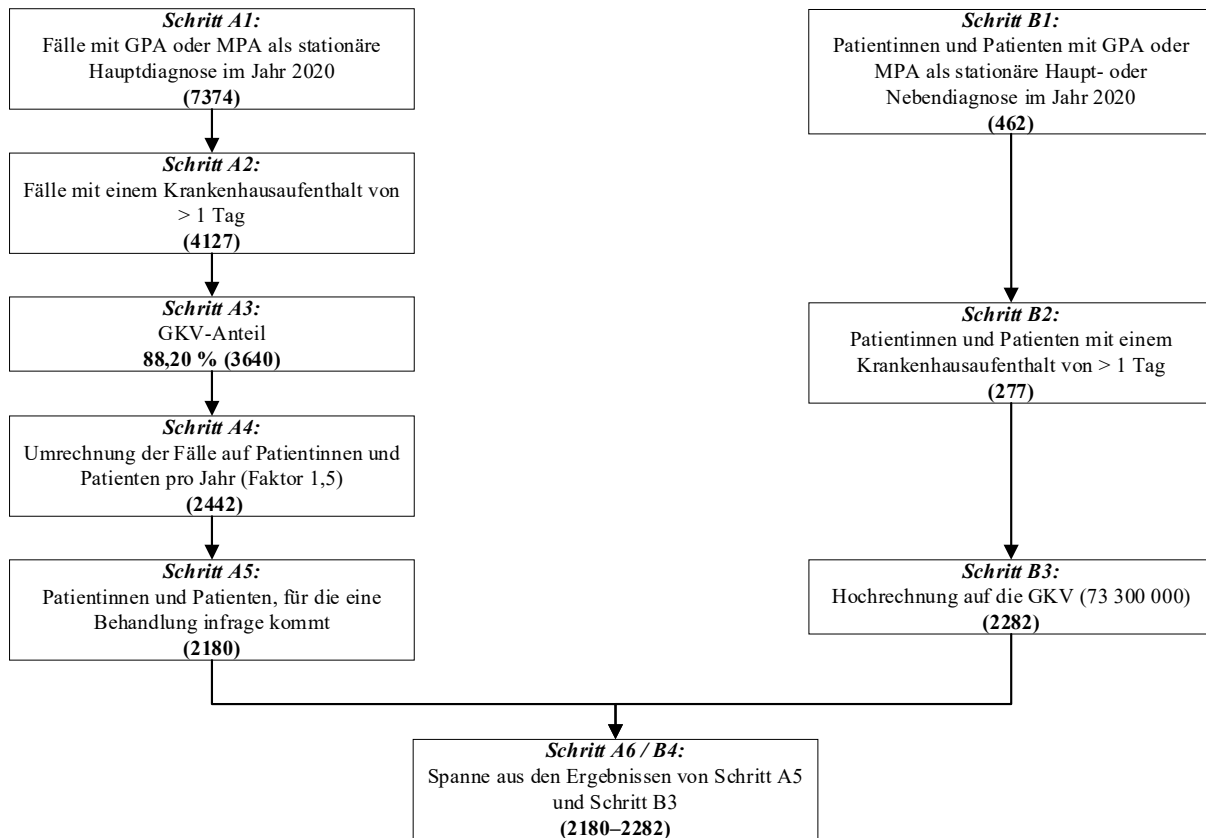 Schritt A1:
Fälle mit GPA oder MPA als stationäre
Hauptdiagnose im Jahr 2020
(7374)
Schritt A2:
Fälle mit einem Krankenhausaufenthalt von
> 1 Tag
(4127)
Schritt A3:
GKV-Anteil
88,20 % (3640)
Schritt A4:
Umrechnung der Fälle auf Patientinnen und
Patienten pro Jahr (Faktor 1,5)
(2442)
Schritt A5:
Patientinnen und Patienten, für die eine
Behandlung infrage kommt
(2180)
Schritt B1:
Patientinnen und Patienten mit GPA oder
MPA als stationäre Haupt- oder
Nebendiagnose im Jahr 2020
(462)
Schritt B2:
Patientinnen und Patienten mit einem
Krankenhausaufenthalt von > 1 Tag
(277)
Schritt B3:
Hochrechnung auf die GKV (73 300 000)
(2282)
Schritt A6 / B4:
Spanne aus den Ergebnissen von Schritt A5
und Schritt B3
(2180–2282)